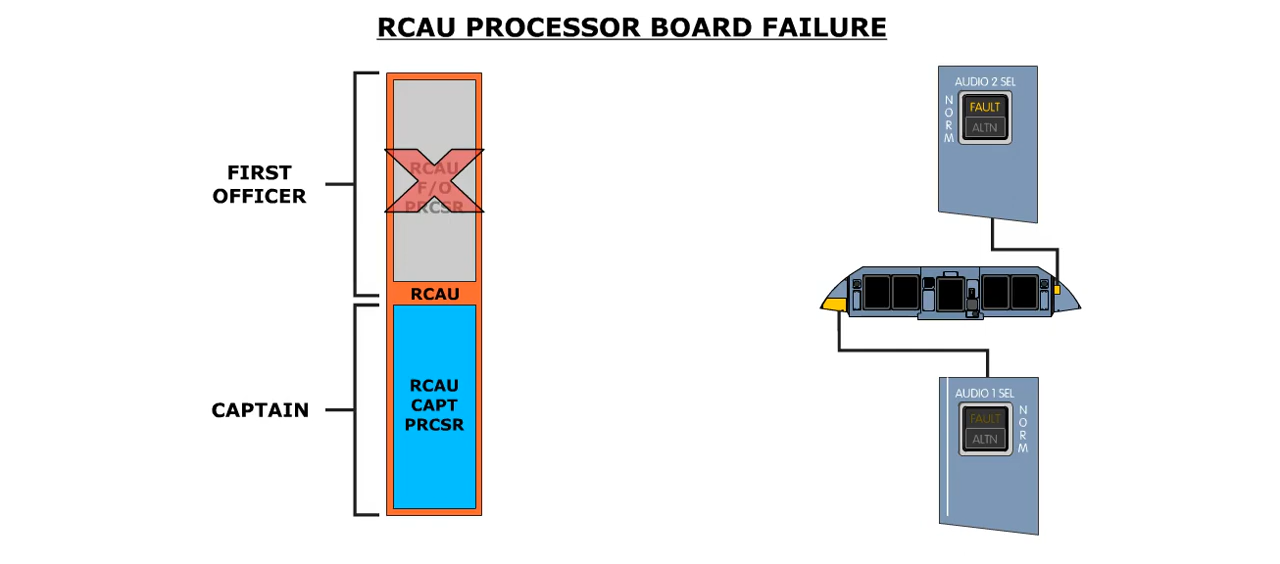 RCAU PROCESSOR BOARD FAILURE
FIRST
OFFICER
RCAU
F/O
PRCSR
RCAU
CAPTAIN
RCAU
CAPT
PRCSR
AUDIO 2 SEL
NORM
FAULT
ALTN
AUDIO 1 SEL
FAULT
ALTN
NORM